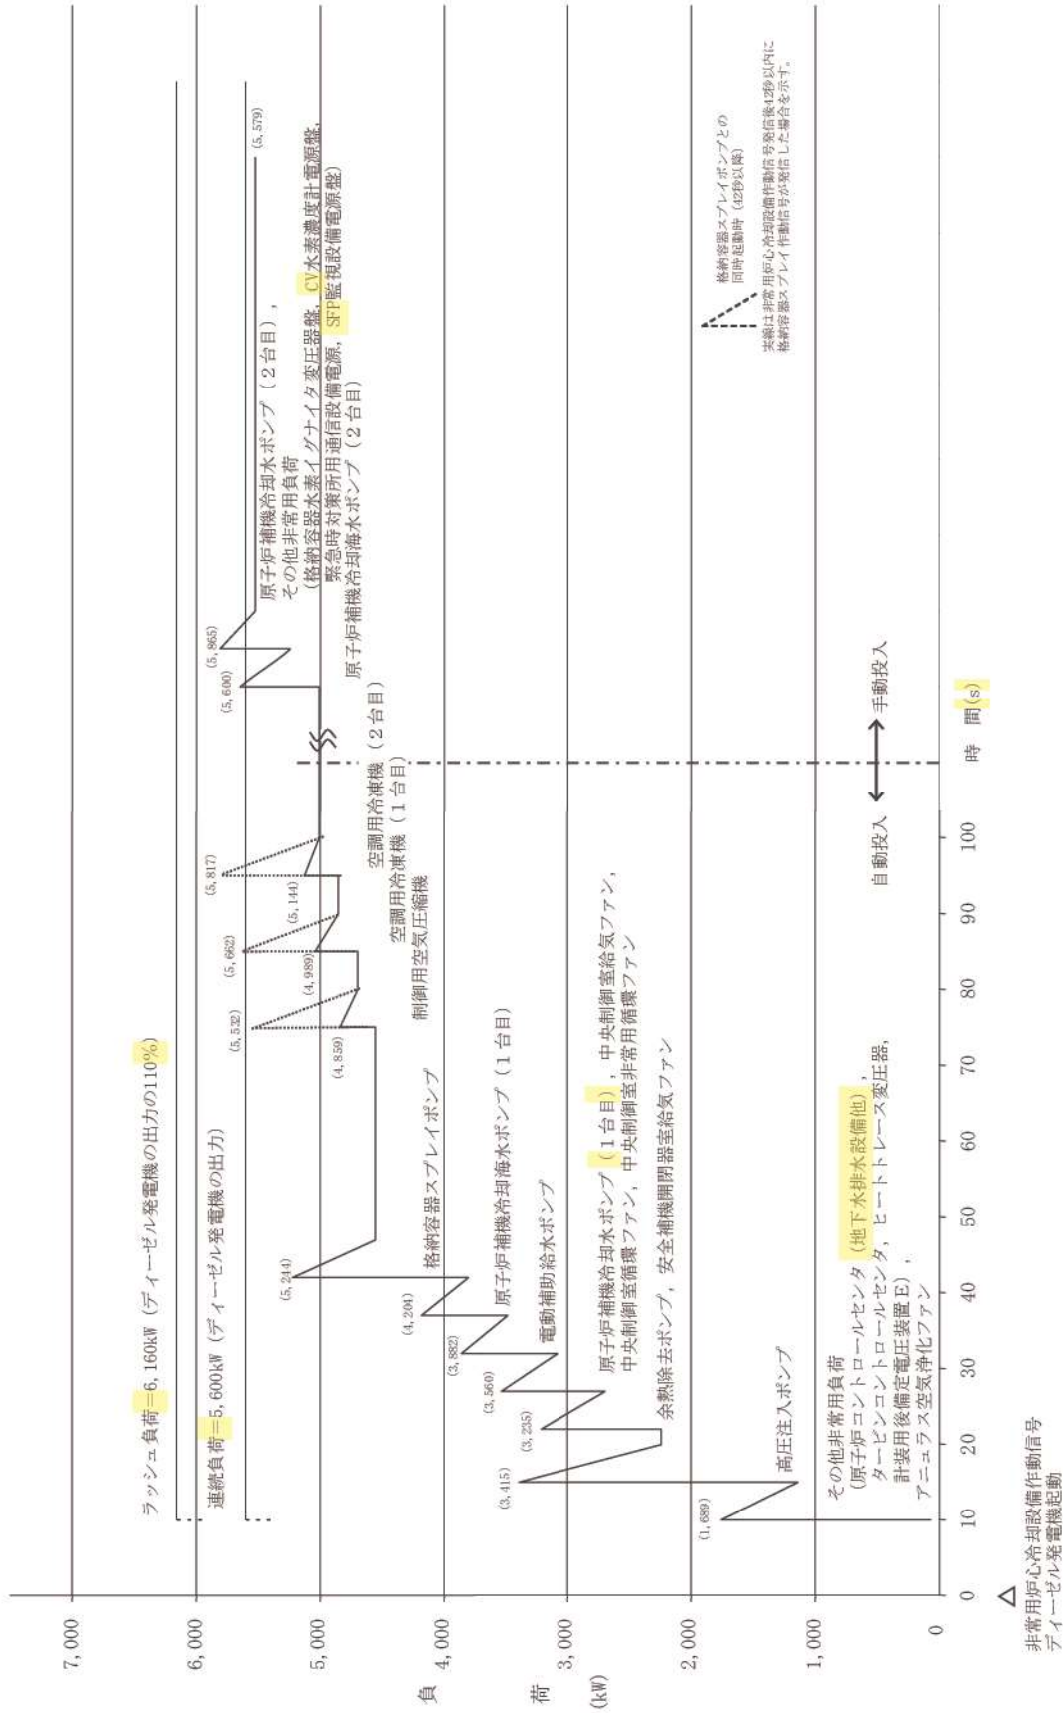 7,000
6,000
5,000
4,000
3,000
2,000
1,000
0
負
荷
(kW)
ラッシュ負荷=6,160kW (ディーゼル発電機の出力の110%)
連続負荷=5,600kW (ディーゼル発電機の出力)
(1,689)
(3,415)
(3,235)
(3,560)
(3,882)
(4,204)
(5,244)
(5,532)
(4,859)
(5,662)
(4,989)
(5,817)
(5,144)
(5,600)
(5,865)
(5,579)
原子炉補機冷却水ポンプ (2台目),
その他非常用負荷
(格納容器水素イグナイタ変圧器盤, CV水素濃度計電源盤,
緊急時対策所用通信設備電源, SFP監視設備電源盤)
原子炉補機冷却海水ポンプ (2台目)
空調用冷凍機 (2台目)
空調用冷凍機 (1台目)
制御用空気圧縮機
格納容器スプレイポンプ
原子炉補機冷却海水ポンプ (1台目)
電動補助給水ポンプ
原子炉補機冷却水ポンプ (1台目), 中央制御室給気ファン,
中央制御室循環ファン, 中央制御室非常用循環ファン
余熱除去ポンプ, 安全補機開閉器室給気ファン
高圧注入ポンプ
その他非常用負荷
(原子炉コントロールセンタ (地下水排水設備他),
タービンコントロールセンタ, ヒートトレース変圧器,
計装用後備定電圧装置E),
アニュラス空気浄化ファン
格納容器スプレイポンプとの
同時起動時 (42秒以降)
実線は非常用炉心冷却設備作動信号発信後42秒以内に
格納容器スプレイ作動信号が発信した場合を示す。
自動投入
手動投入
0
10
20
30
40
50
60
70
80
90
100
時 間(s)
△
非常用炉心冷却設備作動信号
ディーゼル発電機起動